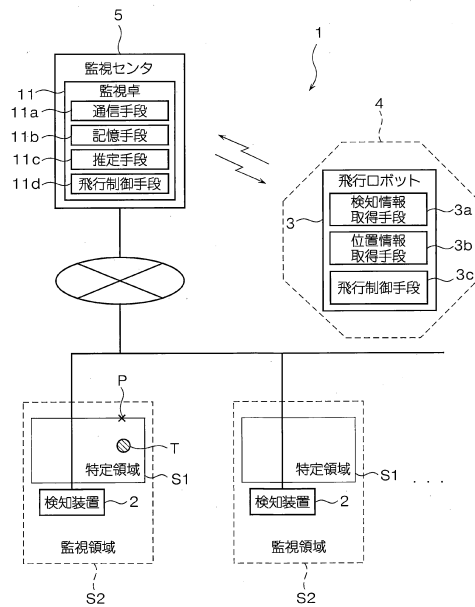 5
1
監視センタ
11
監視卓
11a
通信手段
11b
記憶手段
11c
推定手段
11d
飛行制御手段
4
飛行ロボット
3
検知情報
取得手段
3a
位置情報
取得手段
3b
飛行制御手段
3c
P
T
特定領域
S1
検知装置
2
監視領域
S2
特定領域
S1
検知装置
2
監視領域
S2
. . .